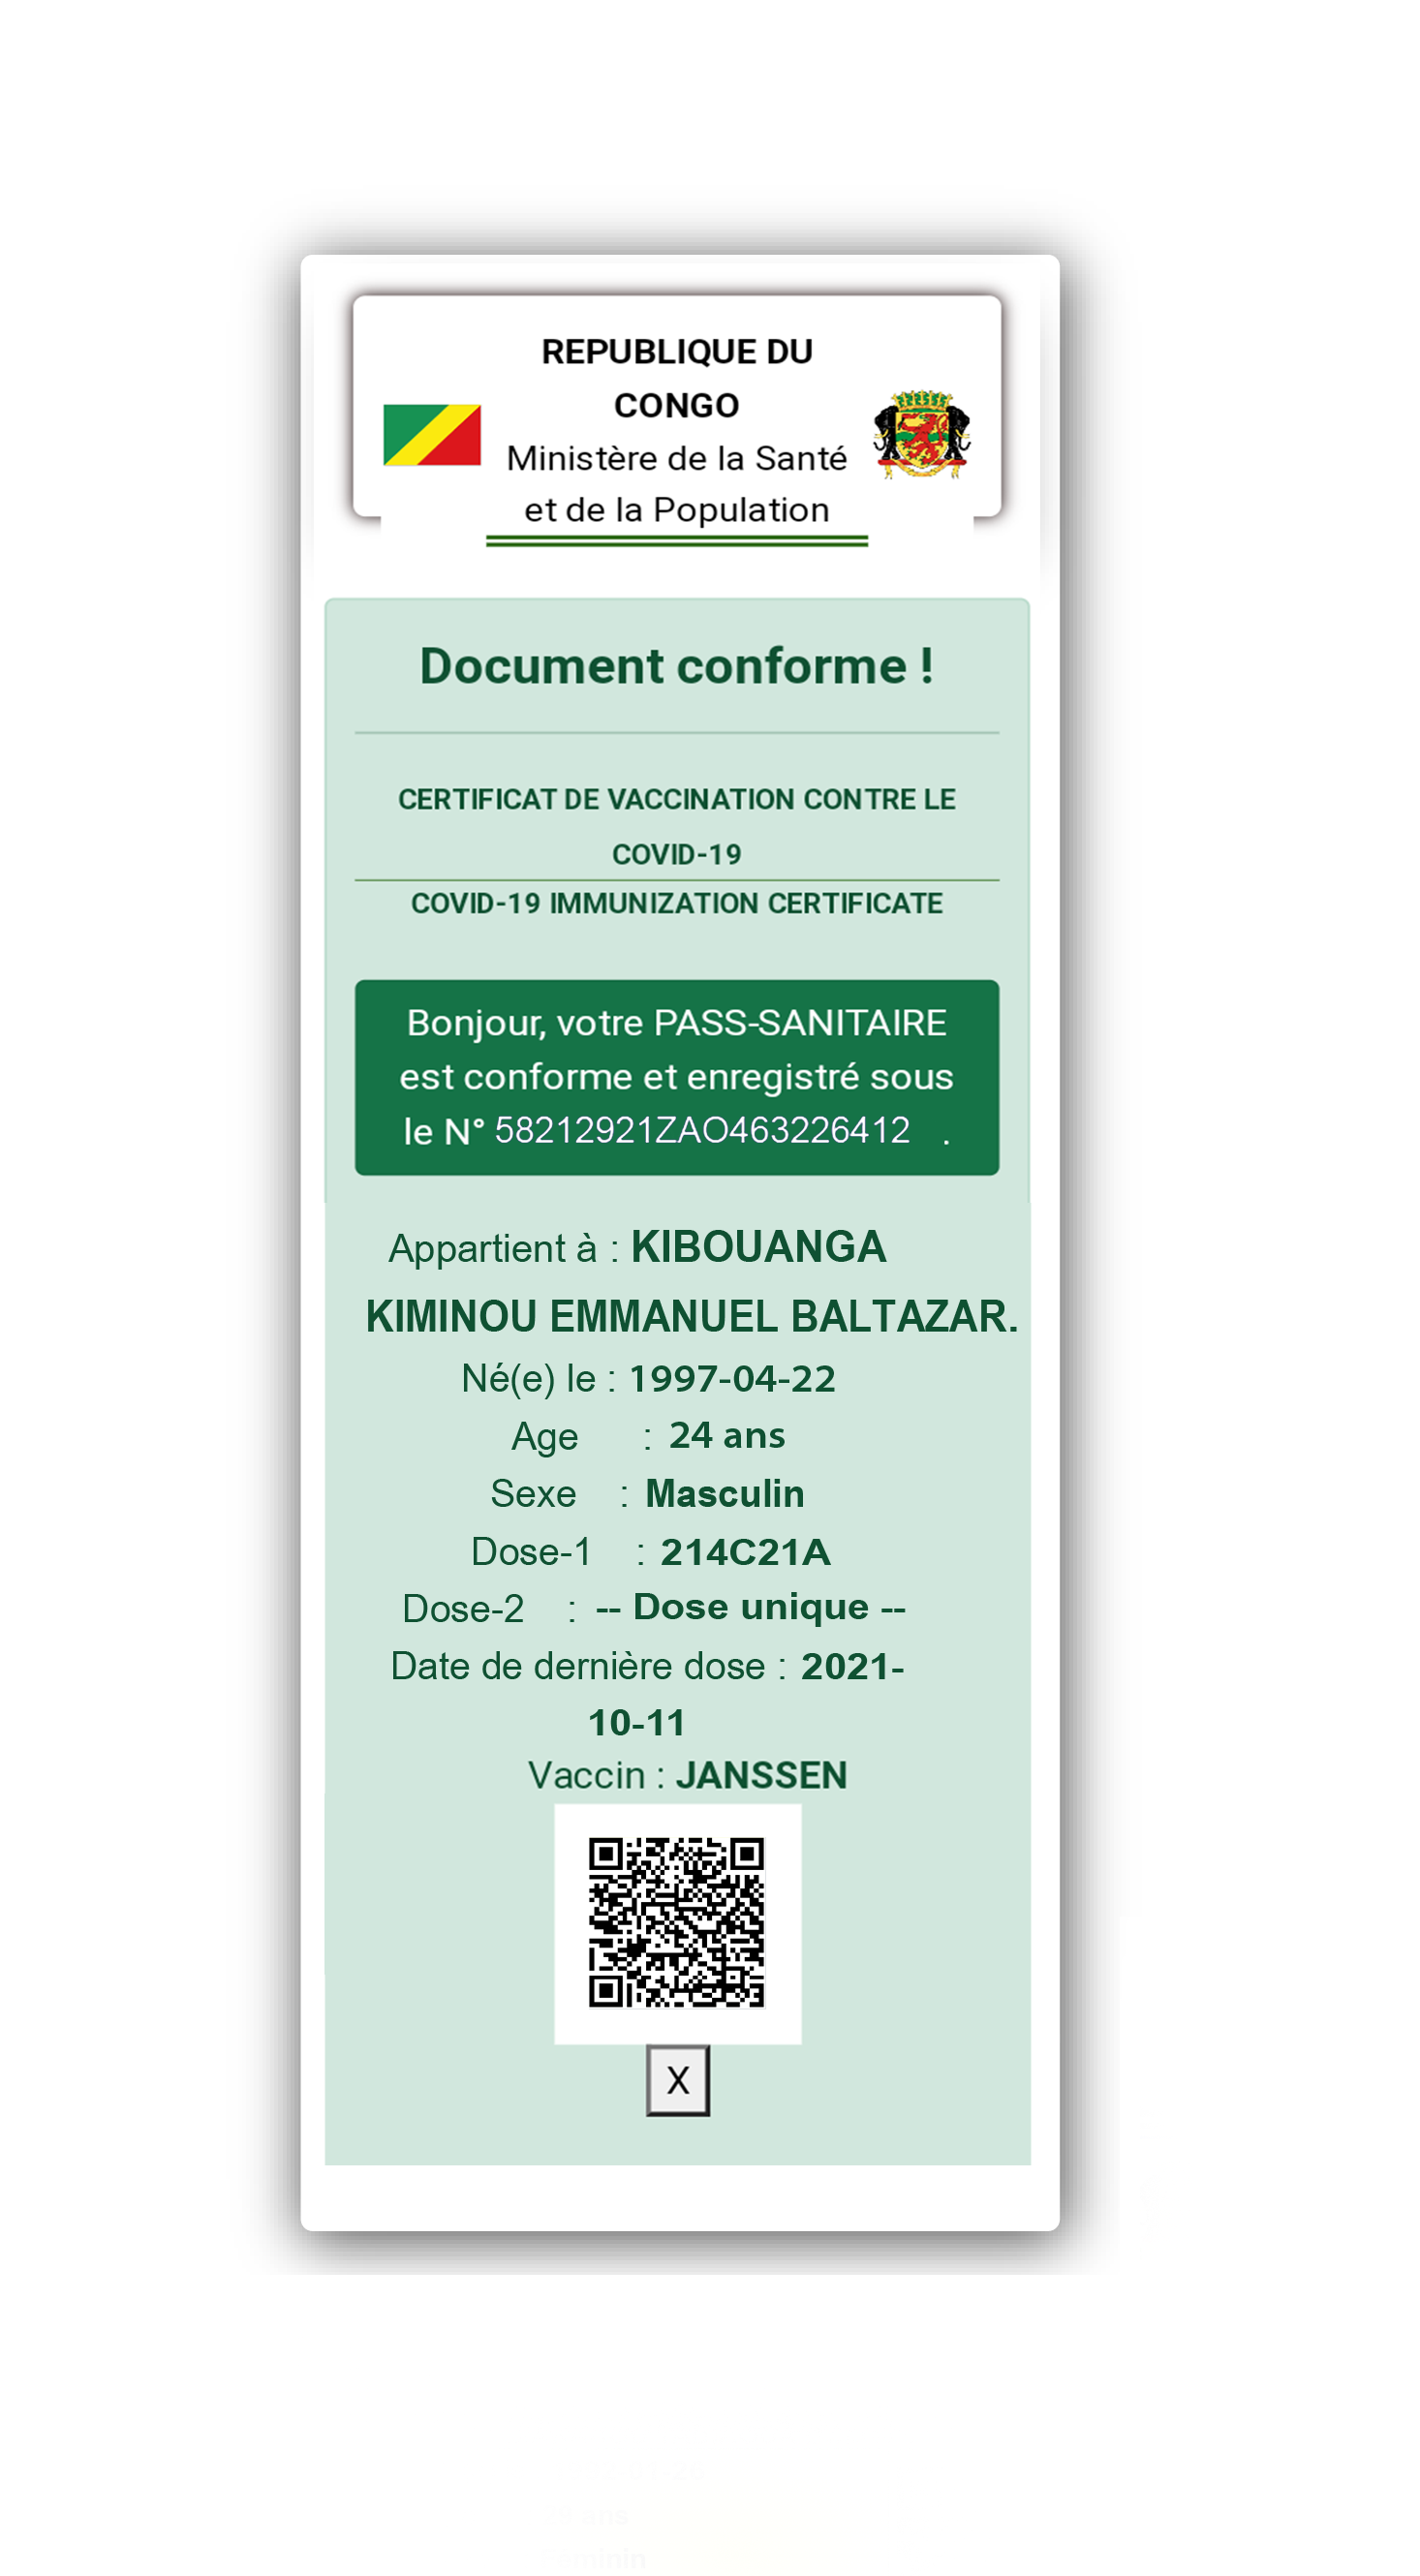 REPUBLIQUE DU
CONGO
Ministère de la Santé
et de la Population
Document conforme !
CERTIFICAT DE VACCINATION CONTRE LE
COVID-19
COVID-19 IMMUNIZATION CERTIFICATE
Bonjour, votre PASS-SANITAIRE
est conforme et enregistré sous
le N° 58212921ZAO463226412 .
Appartient à : KIBOUANGA
KIMINOU EMMANUEL BALTAZAR.
Né(e) le : 1997-04-22
Age : 24 ans
Sexe : Masculin
Dose-1 : 214C21A
Dose-2 : -- Dose unique --
Date de dernière dose : 2021-
10-11
Vaccin : JANSSEN
X